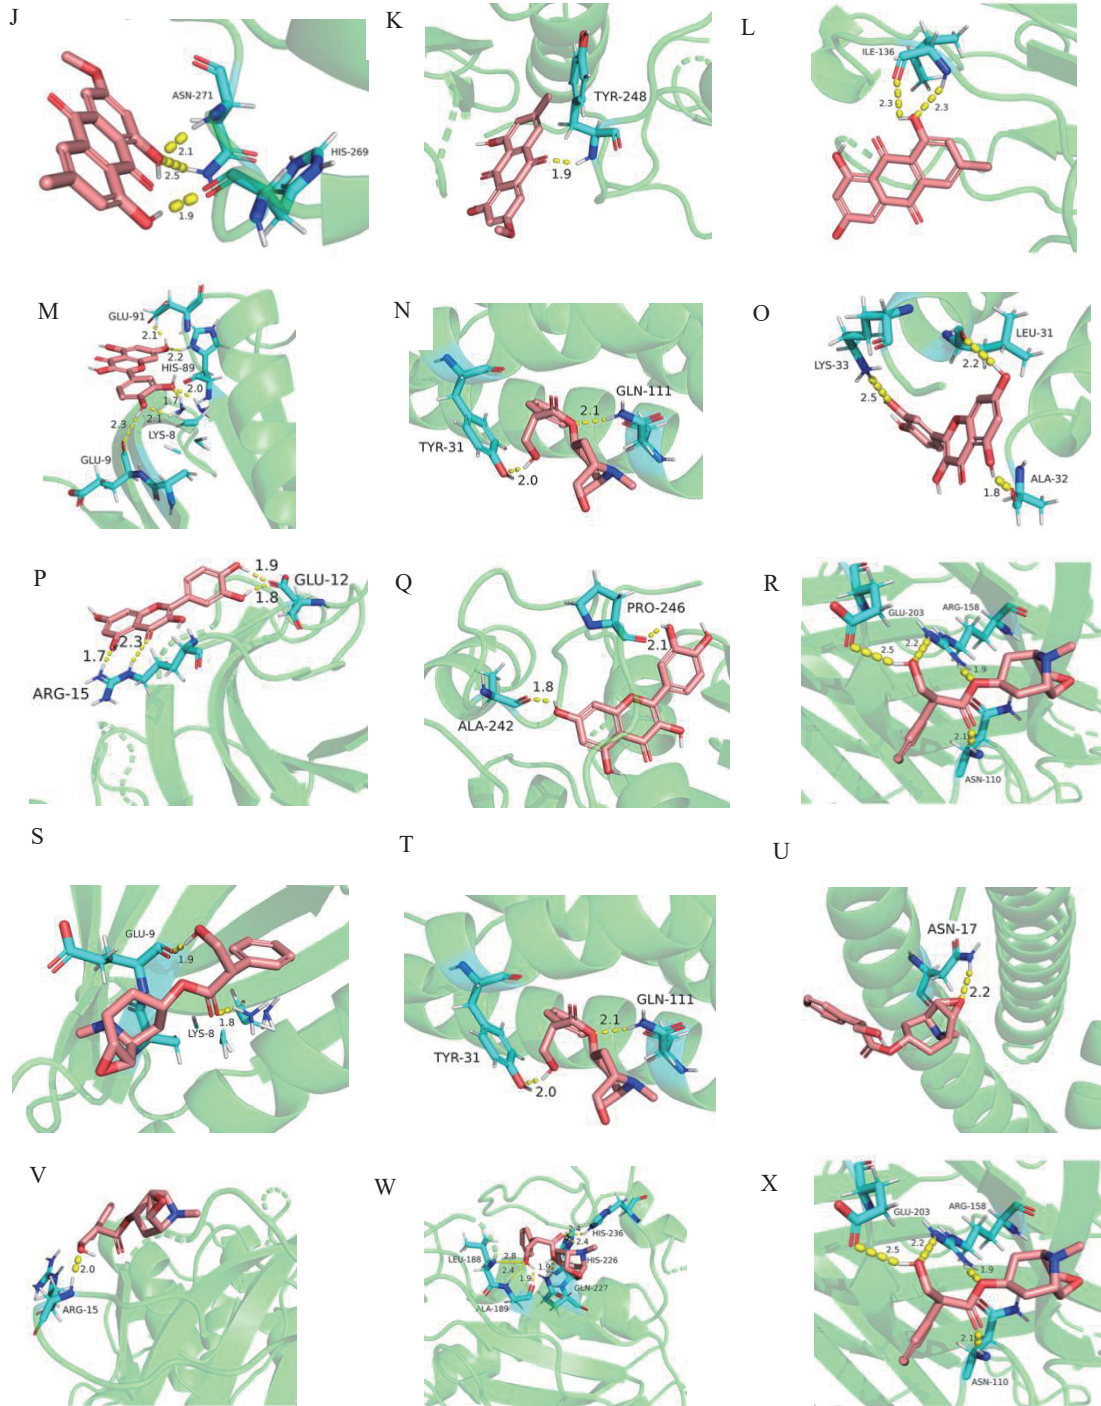 J
ASN-271
2.1
HIS-269
2.5
1.9
K
TYR-248
1.9
L
ILE-136
2.3
2.3
M
GLU-91
2.1
2.2
HIS-89
2.0
1.7
2.3
2.1
LYS-8
GLU-9
N
GLN-111
2.1
TYR-31
2.0
O
LEU-31
LYS-33
2.2
2.5
ALA-32
1.8
P
1.9
GLU-12
1.8
2.3
1.7
ARG-15
Q
PRO-246
2.1
1.8
ALA-242
R
GLU-203
ARG-158
2.2
2.5
1.9
2.1
ASN-110
S
GLU-9
1.9
1.8
LYS-8
T
GLN-111
2.1
TYR-31
2.0
U
ASN-17
2.2
V
2.0
ARG-15
W
2.4
HIS-236
2.4
LEU-188
2.8
HIS-226
2.4
1.9
1.9
GLN-227
ALA-189
X
GLU-203
ARG-158
2.2
2.5
1.9
2.1
ASN-110